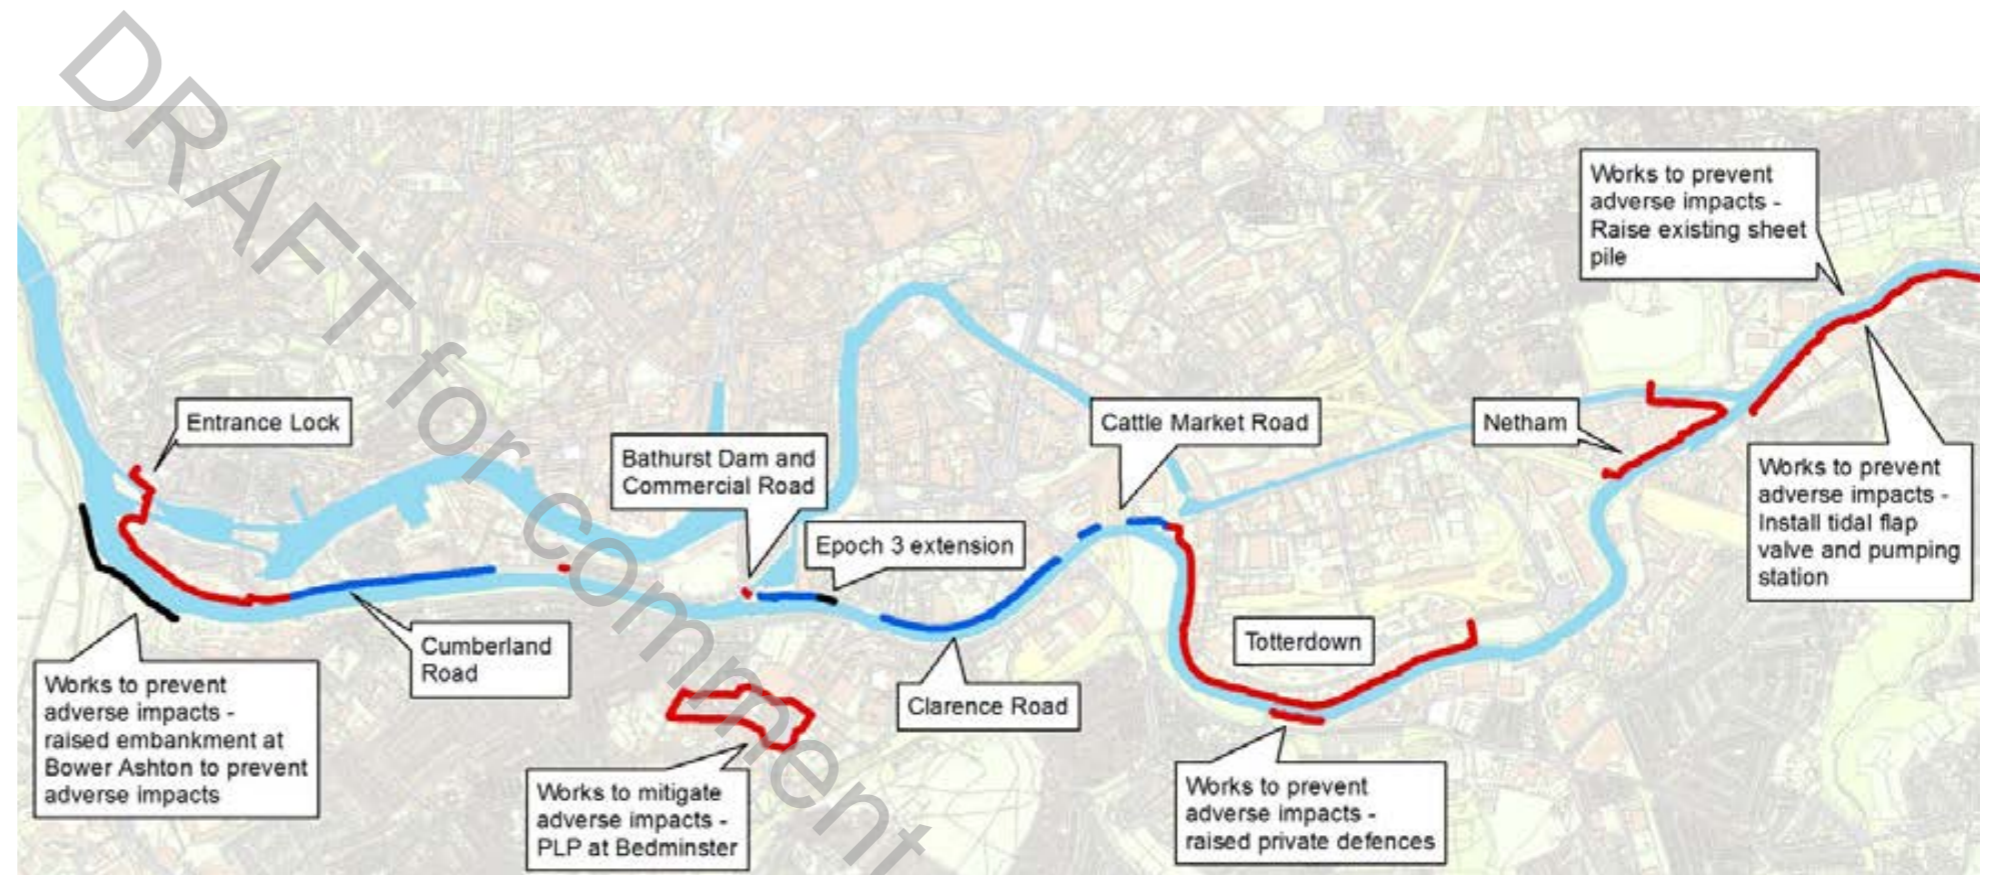 DRAFT for comment
Works to prevent
adverse impacts -
Raise existing sheet
pile
Entrance Lock
Bathurst Dam and
Commercial Road
Cattle Market Road
Netham
Works to prevent
adverse impacts -
Install tidal flap
valve and pumping
station
Epoch 3 extension
Cumberland
Road
Totterdown
Clarence Road
Works to prevent
adverse impacts -
raised embankment at
Bower Ashton to prevent
adverse impacts
Works to mitigate
adverse impacts -
PLP at Bedminster
Works to prevent
adverse impacts -
raised private defences